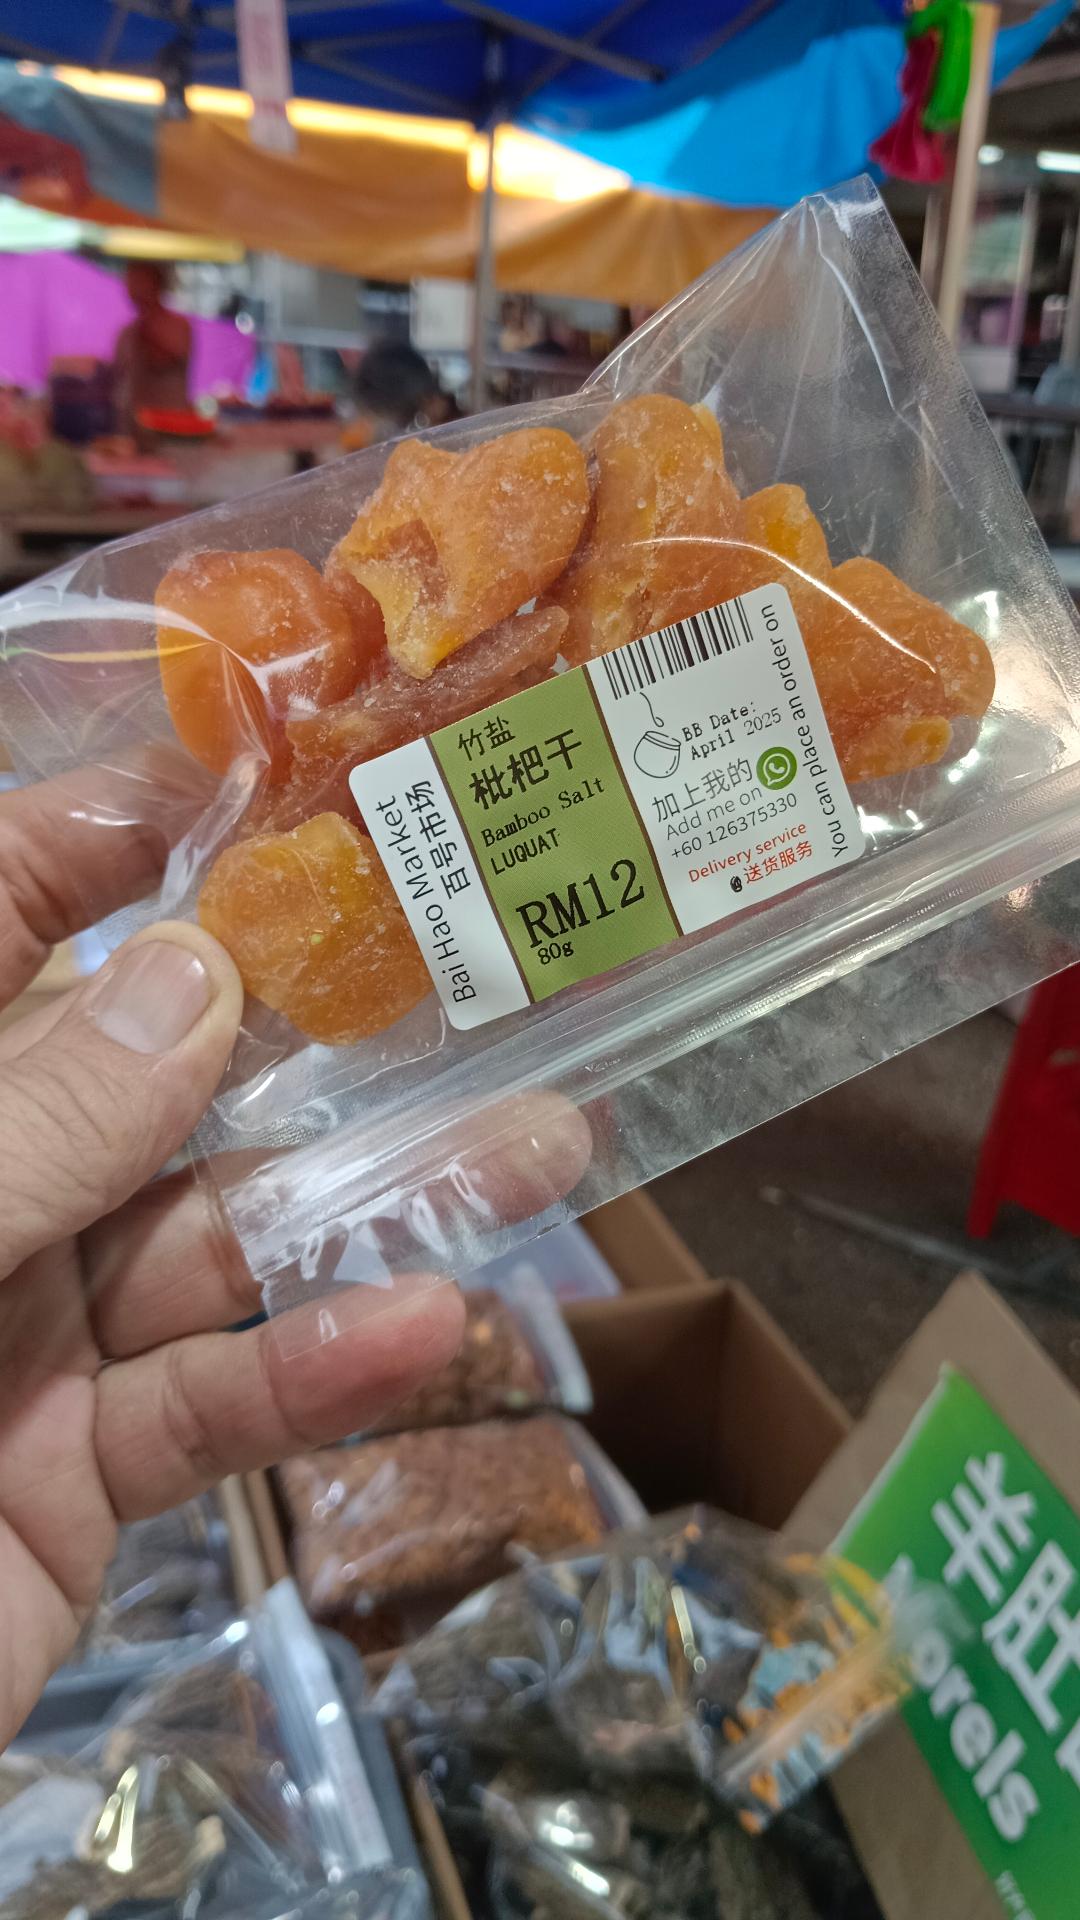 Bai Hao Market
百号市场
竹盐
枇杷干
Bamboo Salt
LUQUAT
RM12
80g
BB Date:
April 2025
加上我的
Add me on
+60 126375330
Delivery service
送货服务
You can place an order on
羊肚
orels